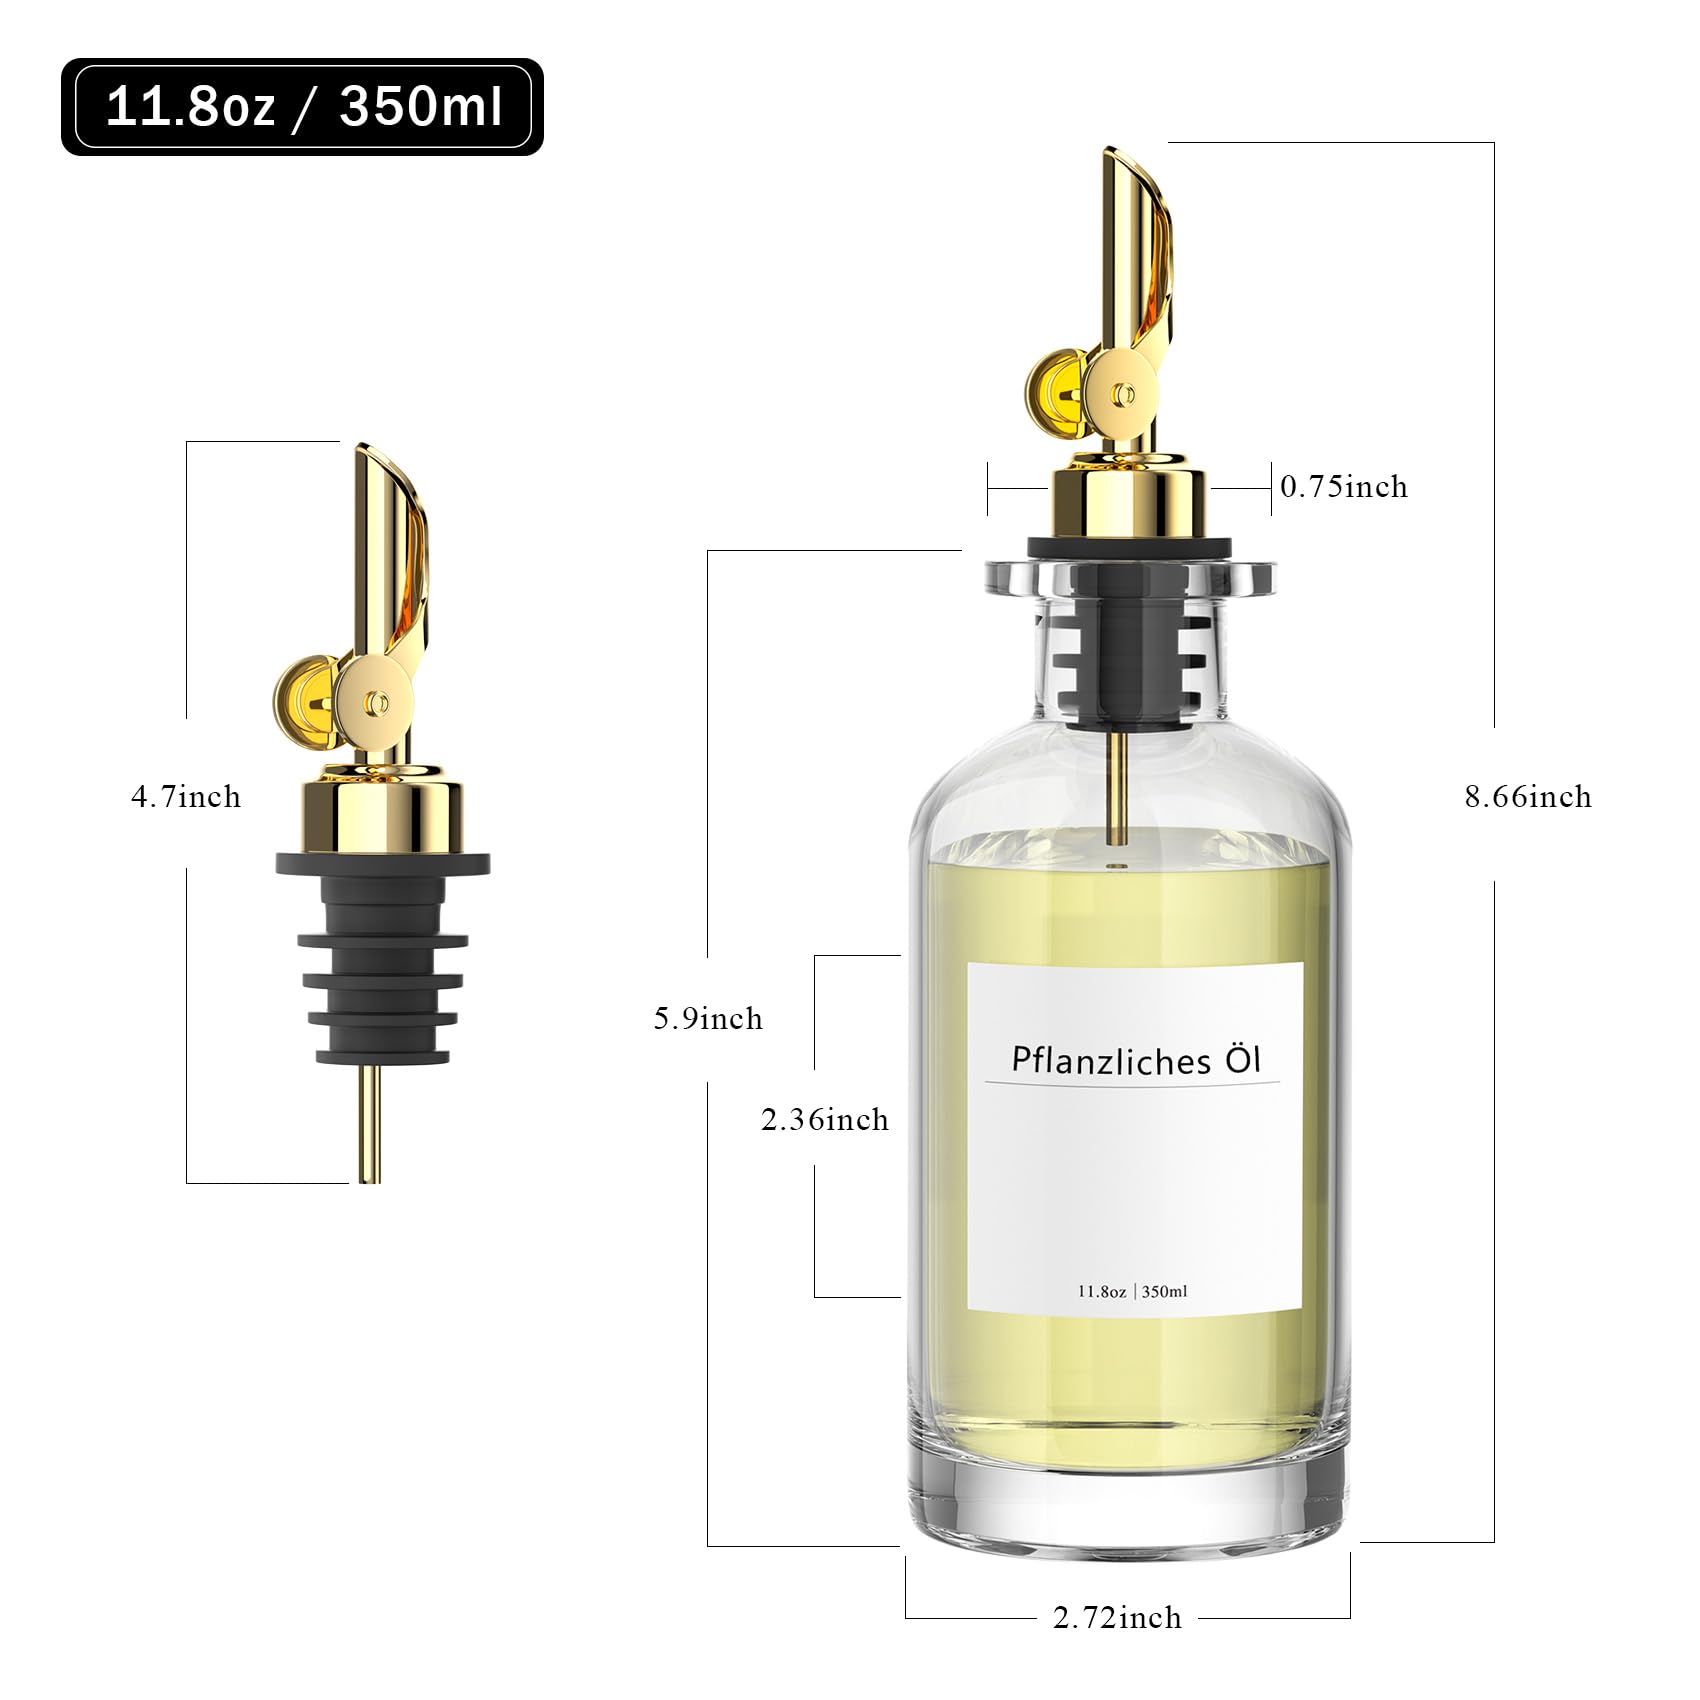 11.8oz / 350ml
0.75inch
4.7inch
8.66inch
5.9inch
2.36inch
Pflanzliches Öl
11.8oz | 350ml
2.72inch